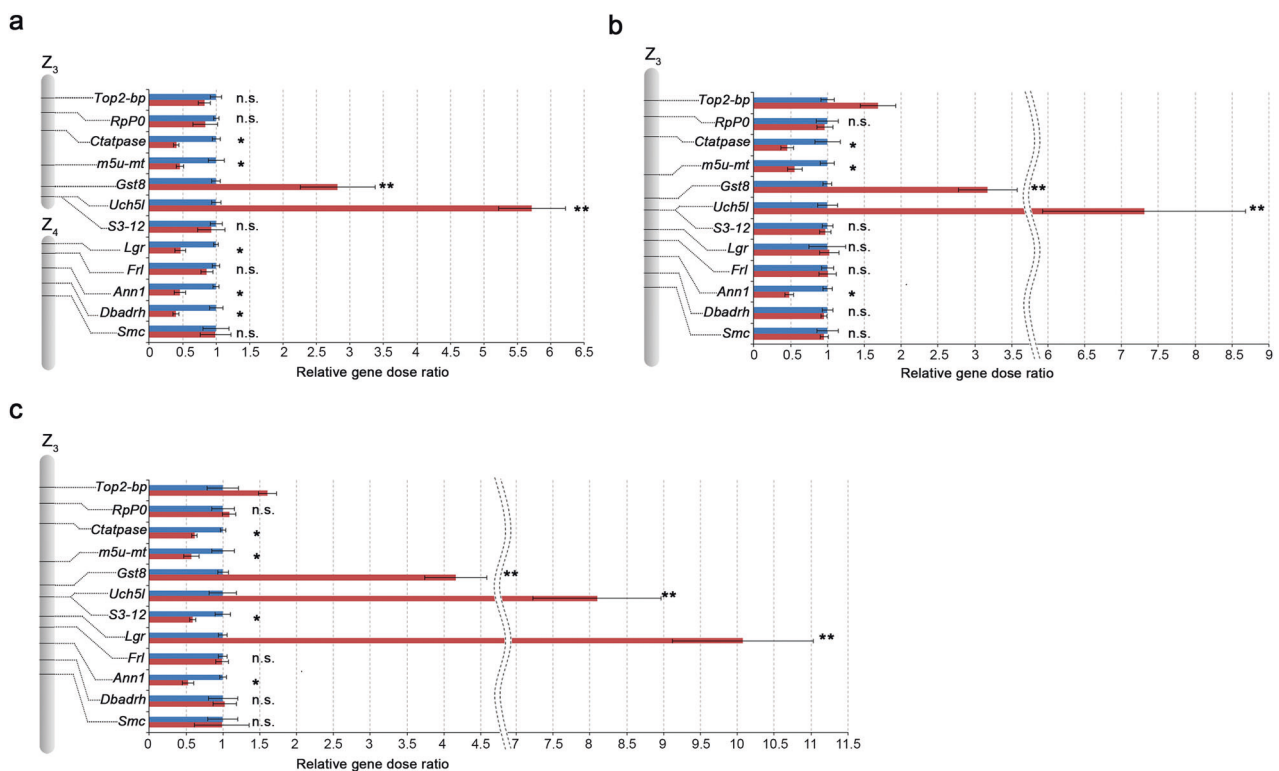 a
Z3
Top2-bp n.s.
RpP0 n.s.
Ctatpase *
m5u-mt *
Gst8 **
Uch5l **
S3-12 n.s.
Z4
Lgr *
Frl n.s.
Ann1 *
Dbadrh *
Smc n.s.
0 0.5 1 1.5 2 2.5 3 3.5 4 4.5 5 5.5 6 6.5
Relative gene dose ratio
b
Z3
Top2-bp
RpP0 n.s.
Ctatpase *
m5u-mt *
Gst8 **
Uch5l **
S3-12 n.s.
Lgr n.s.
Frl n.s.
Ann1 *
Dbadrh n.s.
Smc n.s.
0 0.5 1 1.5 2 2.5 3 3.5 6 6.5 7 7.5 8 8.5 9
Relative gene dose ratio
c
Z3
Top2-bp
RpP0 n.s.
Ctatpase *
m5u-mt *
Gst8 **
Uch5l **
S3-12 *
Lgr **
Frl n.s.
Ann1 *
Dbadrh n.s.
Smc n.s.
0 0.5 1 1.5 2 2.5 3 3.5 4 4.5 7 7.5 8 8.5 9 9.5 10 10.5 11 11.5
Relative gene dose ratio